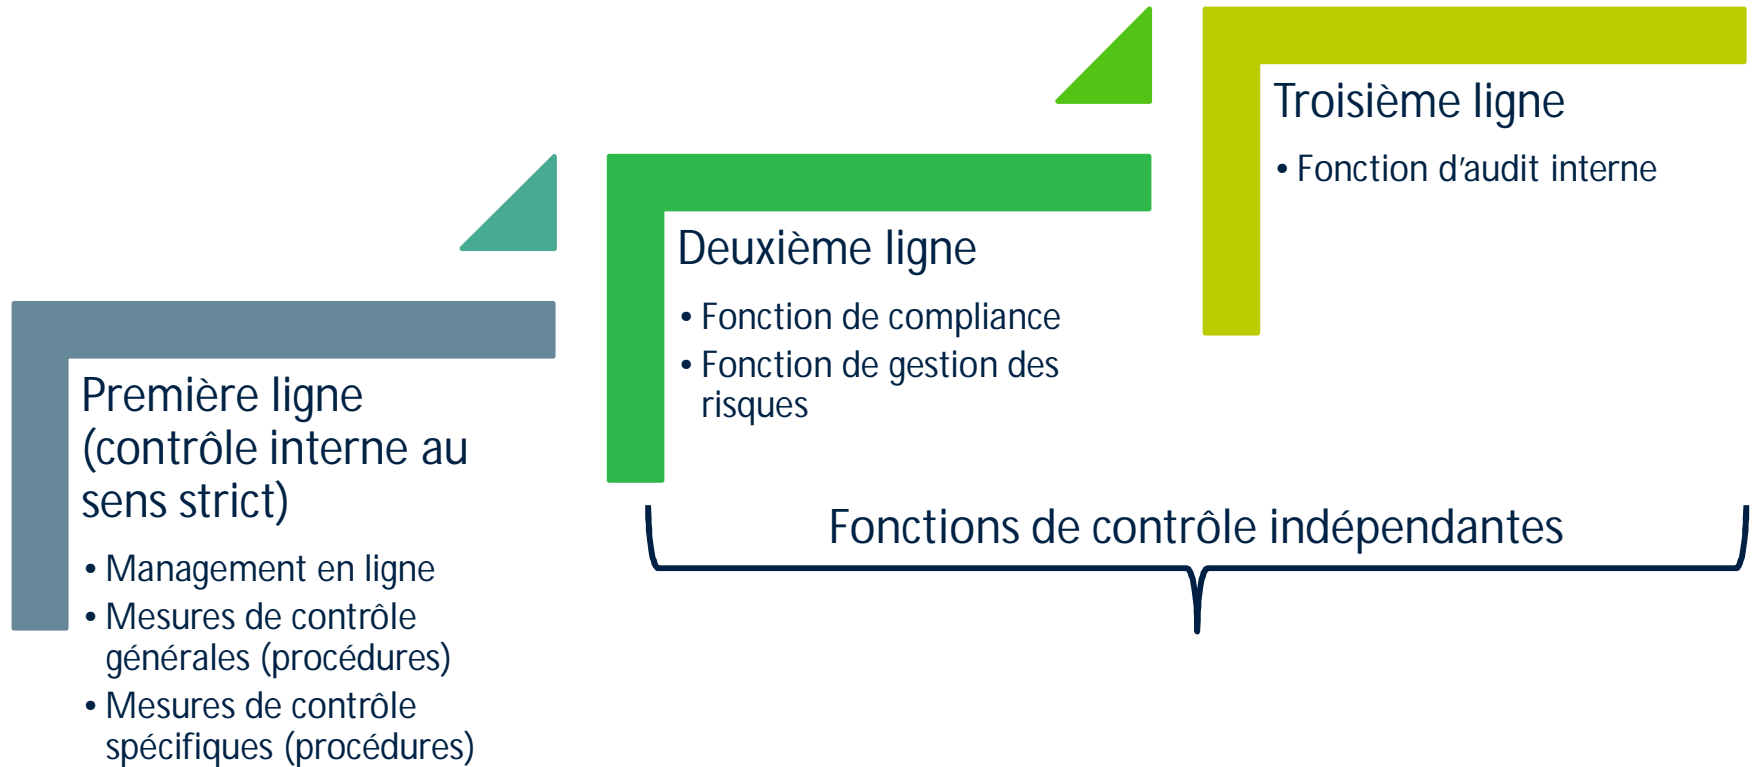 Première ligne
(contrôle interne au
sens strict)
• Management en ligne
• Mesures de contrôle
générales (procédures)
• Mesures de contrôle
spécifiques (procédures)
Deuxième ligne
• Fonction de compliance
• Fonction de gestion des
risques
Troisième ligne
• Fonction d’audit interne
Fonctions de contrôle indépendantes